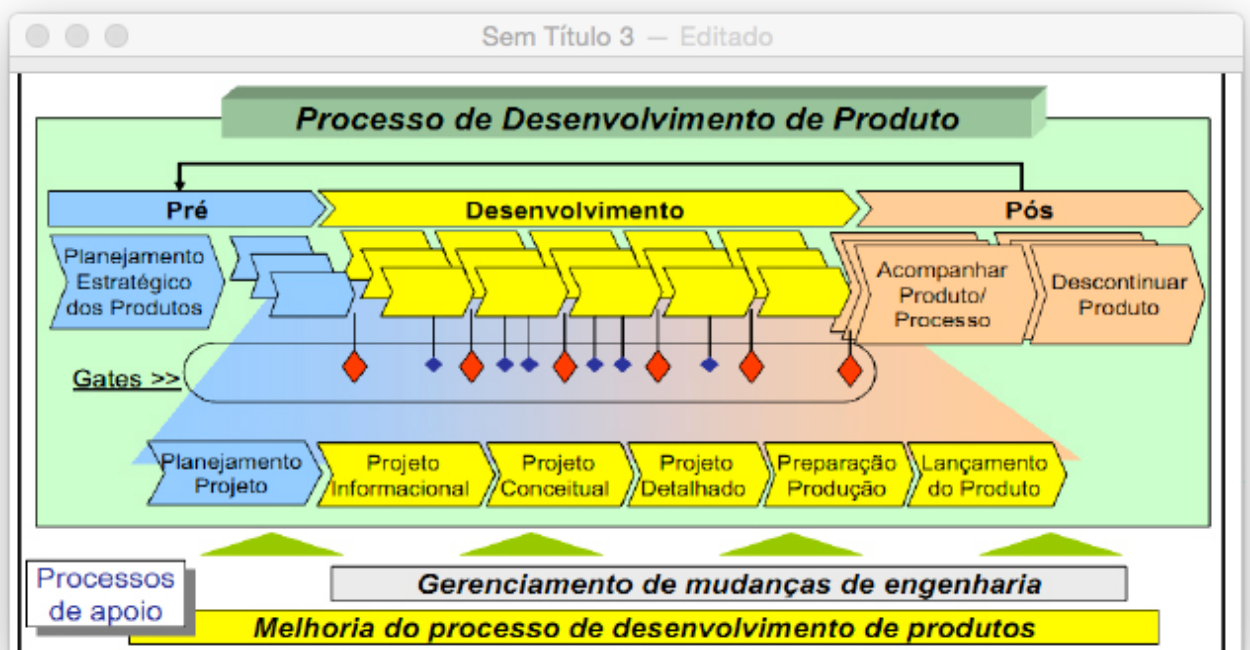 Sem Título 3 — Editado
Processo de Desenvolvimento de Produto
Pré
Desenvolvimento
Pós
Planejamento
Estratégico
dos Produtos
Acompanhar
Produto/
Processo
Descontinuar
Produto
Gates >>
Planejamento
Projeto
Projeto
Informacional
Projeto
Conceitual
Projeto
Detalhado
Preparação
Produção
Lançamento
do Produto
Processos
de apoio
Gerenciamento de mudanças de engenharia
Melhoria do processo de desenvolvimento de produtos